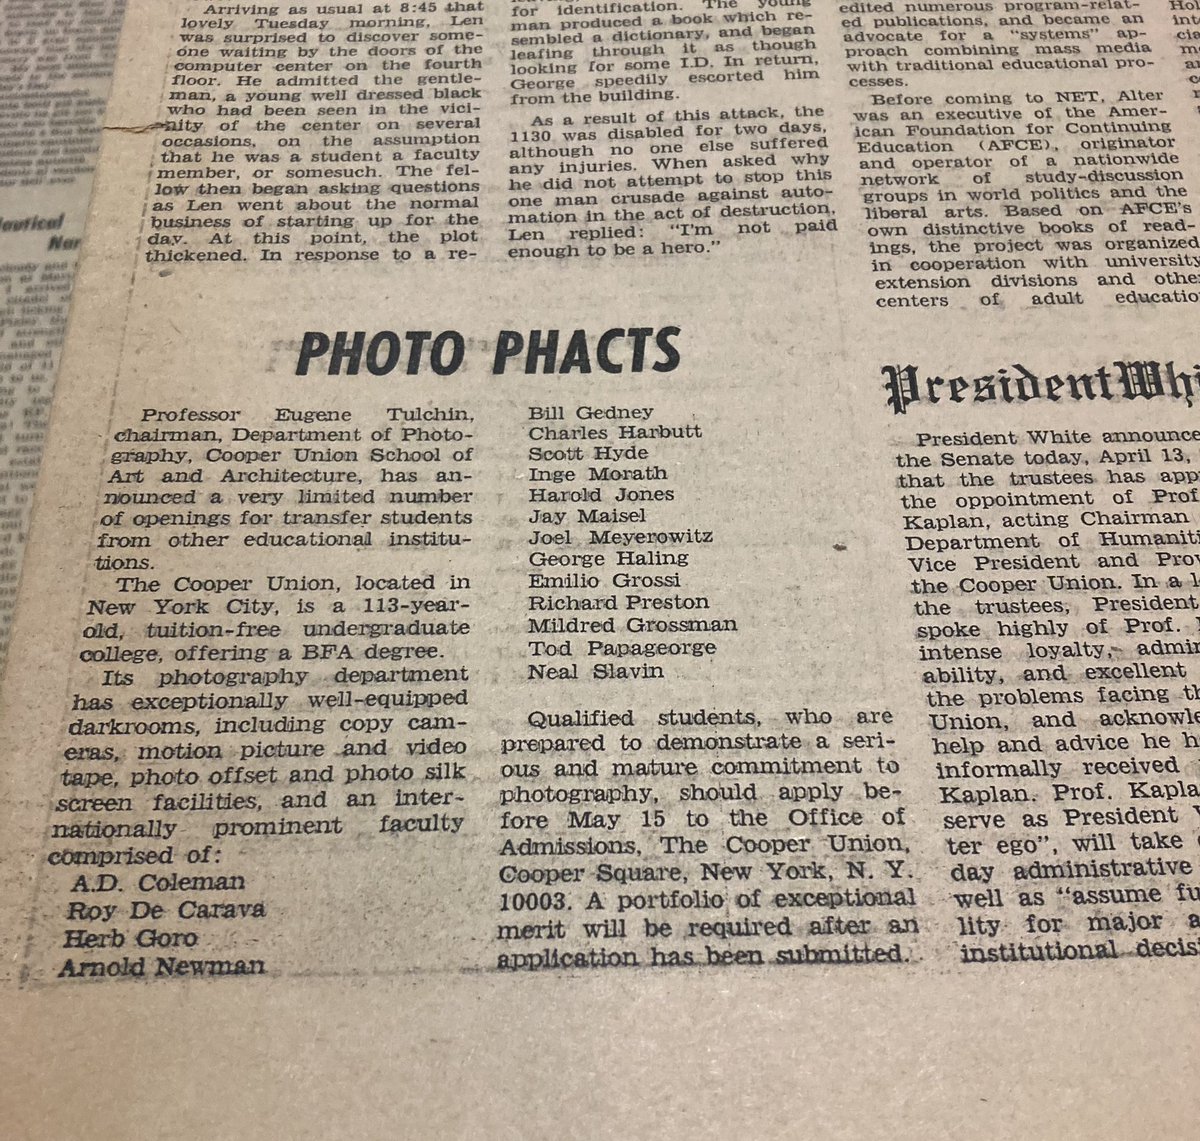 Arriving as usual at 8:45 that
lovely Tuesday morning, Len
was surprised to discover some-
one waiting by the doors of the
computer center on the fourth
floor. He admitted the gentle-
man, a young well dressed black
who had been seen in the vici-
nity of the center on several
occasions, on the assumption
that he was a student a faculty
member, or somesuch. The fel-
low then began asking questions
as Len went about the normal
business of starting up for the
day. At this point, the plot
thickened. In response to a re-
for identification. The young
man produced a book which re-
sembled a dictionary, and began
leafing through it as though
looking for some I.D. In return,
George speedily escorted him
from the building.
As a result of this attack, the
1130 was disabled for two days,
although no one else suffered
any injuries. When asked why
he did not attempt to stop this
one man crusade against auto-
mation in the act of destruction,
Len replied: "I'm not paid
enough to be a hero."
edited numerous program-relat-
ed publications, and became an
advocate for a "systems" ap-
proach combining mass media
with traditional educational pro-
cesses.
Before coming to NET, Alter
was an executive of the Amer-
ican Foundation for Continuing
Education (AFCE), originator
and operator of a nationwide
network of study-discussion
groups in world politics and the
liberal arts. Based on AFCE's
own distinctive books of read-
ings, the project was organized
in cooperation with university
extension divisions and other
centers of adult educatio
PHOTO PHACTS
Professor Eugene Tulchin,
chairman, Department of Photo-
graphy, Cooper Union School of
Art and Architecture, has an-
nounced a very limited number
of openings for transfer students
from other educational institu-
tions.
The Cooper Union, located in
New York City, is a 113-year-
old, tuition-free undergraduate
college, offering a BFA degree.
Its photography department
has exceptionally well-equipped
darkrooms, including copy cam-
eras, motion picture and video
tape, photo offset and photo silk
screen facilities, and an inter-
nationally prominent faculty
comprised of:
A.D. Coleman
Roy De Carava
Herb Goro
Arnold Newman
Bill Gedney
Charles Harbutt
Scott Hyde
Inge Morath
Harold Jones
Jay Maisel
Joel Meyerowitz
George Haling
Emilio Grossi
Richard Preston
Mildred Grossman
Tod Papageorge
Neal Slavin
Qualified students, who are
prepared to demonstrate a seri-
ous and mature commitment to
photography, should apply be-
fore May 15 to the Office of
Admissions, The Cooper Union,
Cooper Square, New York, N. Y.
10003. A portfolio of exceptional
merit will be required after an
application has been submitted.
President Whi
President White announce
the Senate today, April 13,
that the trustees has app
the oppointment of Prof.
Kaplan, acting Chairman
Department of Humaniti
Vice President and Prov
the Cooper Union. In a l
the trustees, President
spoke highly of Prof.
intense loyalty, admin
ability, and excellent
the problems facing th
Union, and acknowle
help and advice he h
informally received
Kaplan. Prof. Kapla
serve as President
ter ego", will take
day administrative
well as "assume fu
lity for major a
institutional decis